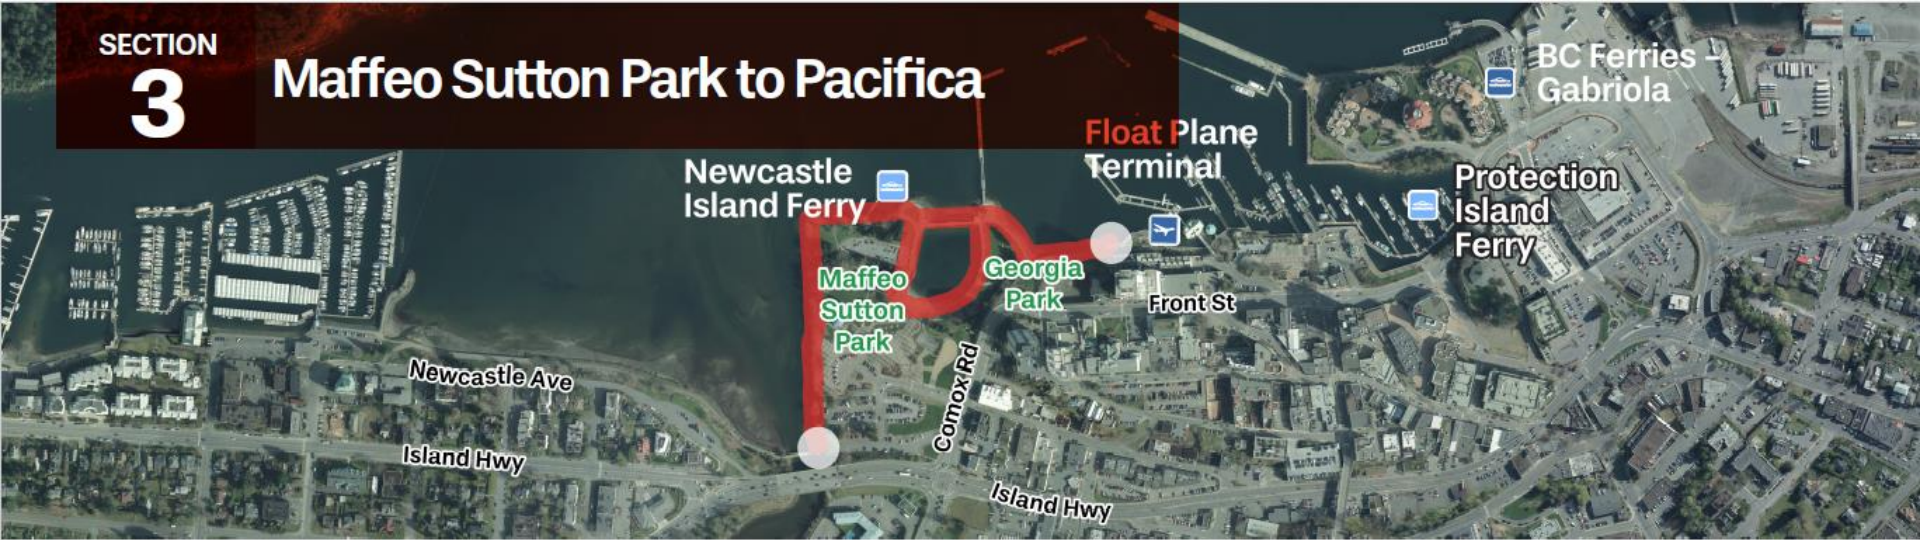 SECTION
3
Maffeo Sutton Park to Pacifica
BC Ferries –
Gabriola
Float Plane
Terminal
Newcastle
Island Ferry
Protection
Island
Ferry
Maffeo
Sutton
Park
Georgia
Park
Front St
Newcastle Ave
Comox Rd
Island Hwy
Island Hwy